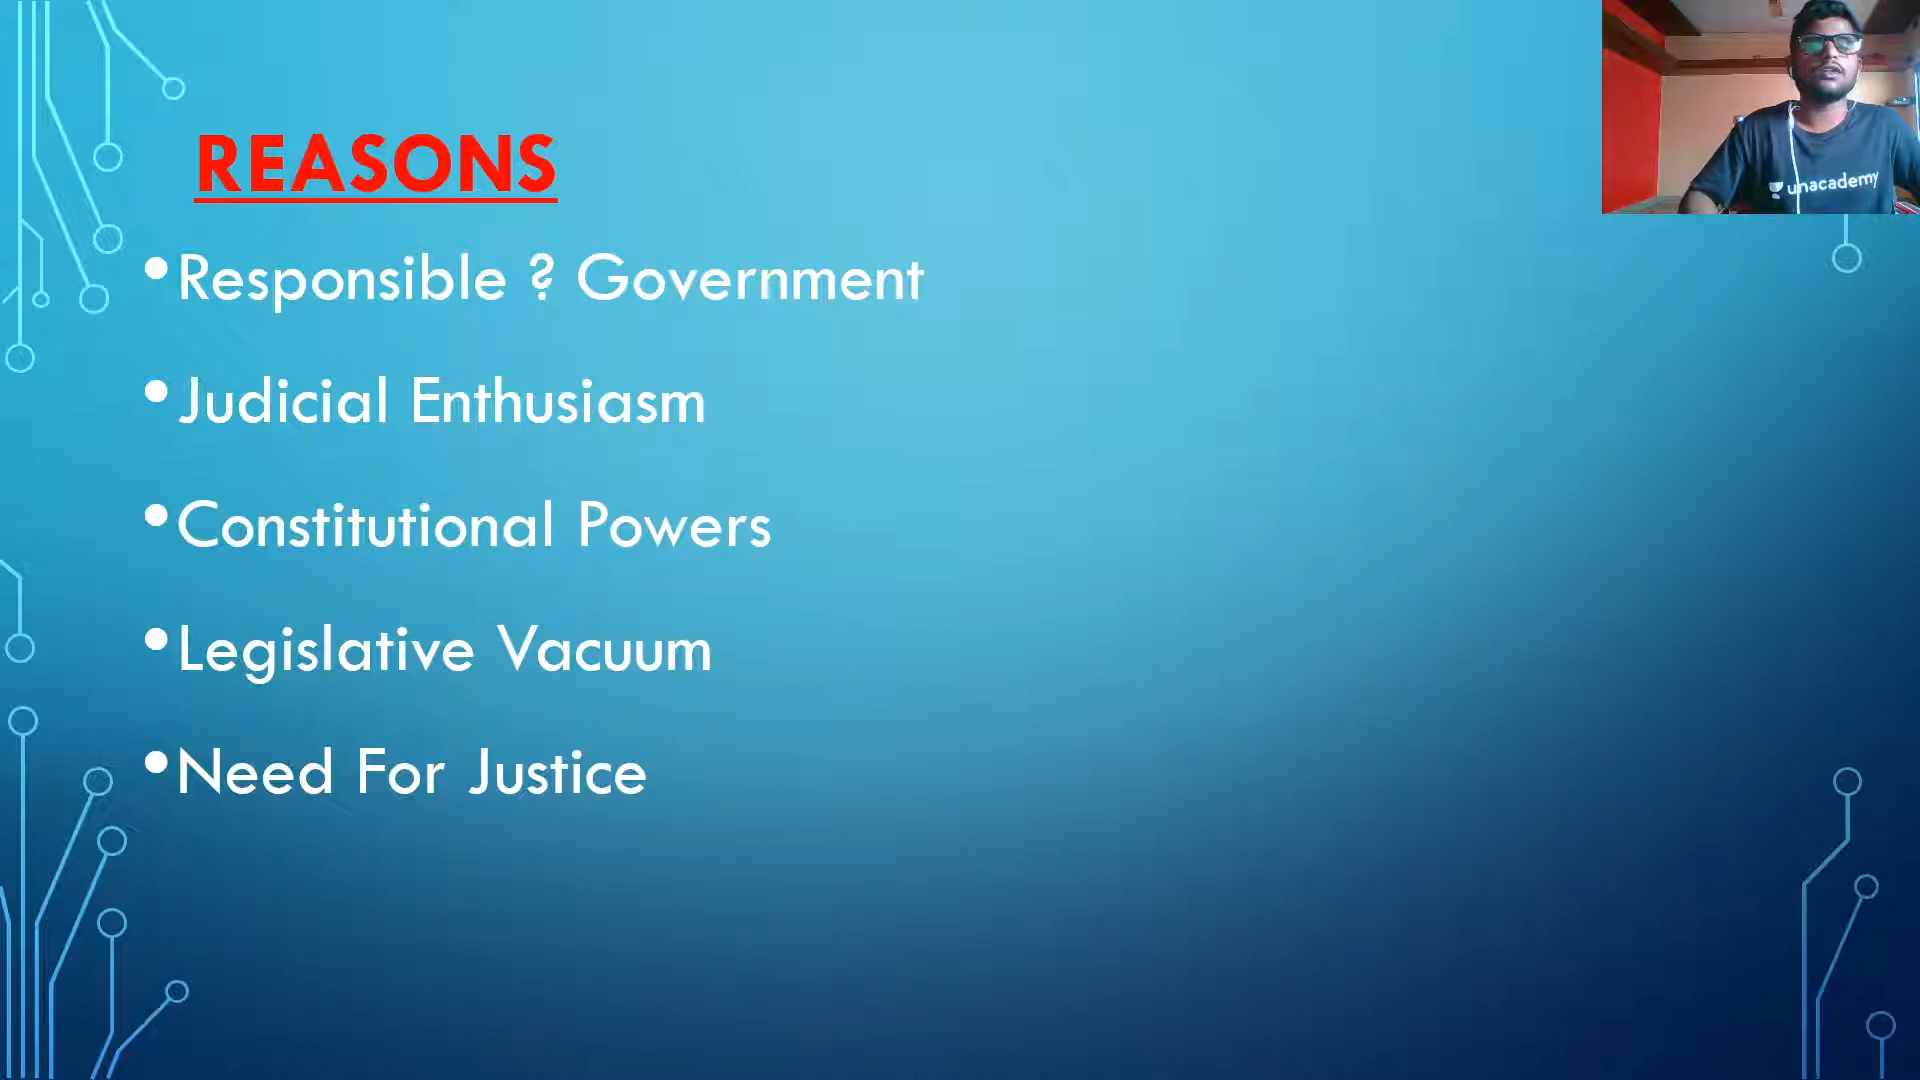 REASONS
•Responsible ? Government
•Judicial Enthusiasm
•Constitutional Powers
•Legislative Vacuum
•Need For Justice
unacademy